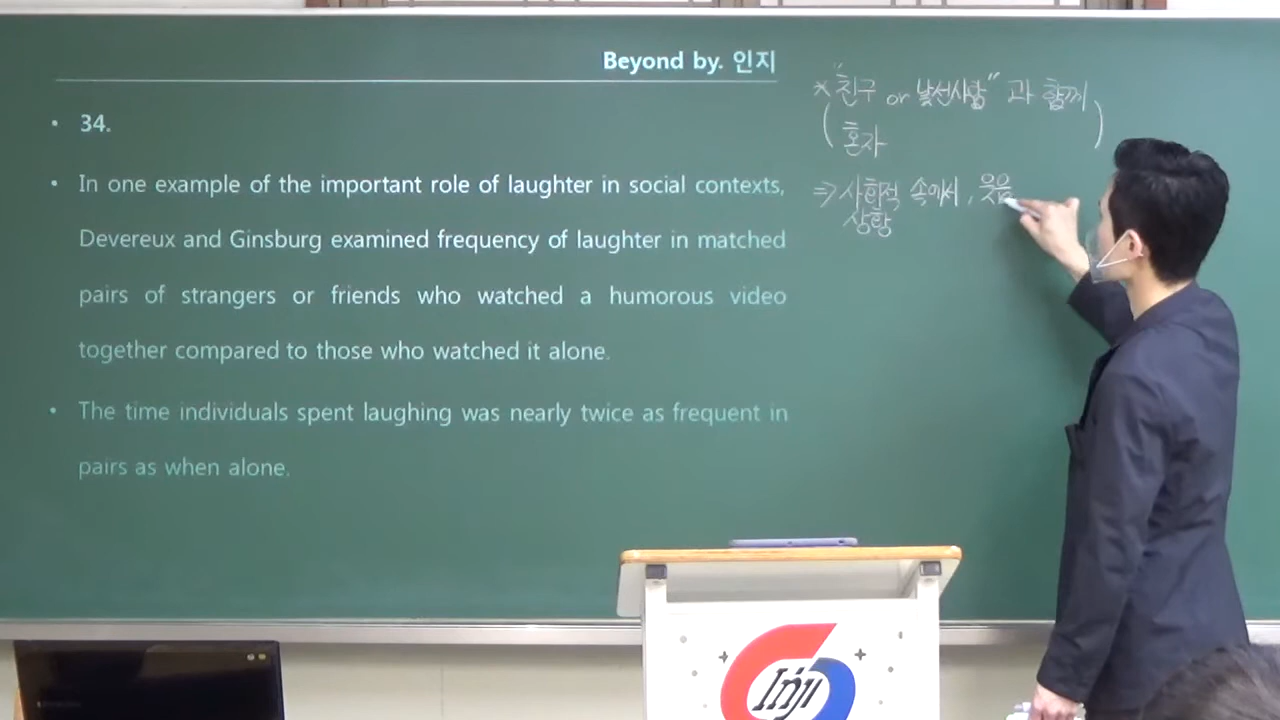 Beyond by. 인지
• 34.
• In one example of the important role of laughter in social contexts,
Devereux and Ginsburg examined frequency of laughter in matched
pairs of strangers or friends who watched a humorous video
together compared to those who watched it alone.
• The time individuals spent laughing was nearly twice as frequent in
pairs as when alone.
* "친구 or 낯선사람" 과 함께
( 혼자 )
⇒ 사회적 속에서, 웃음
상황
Inji